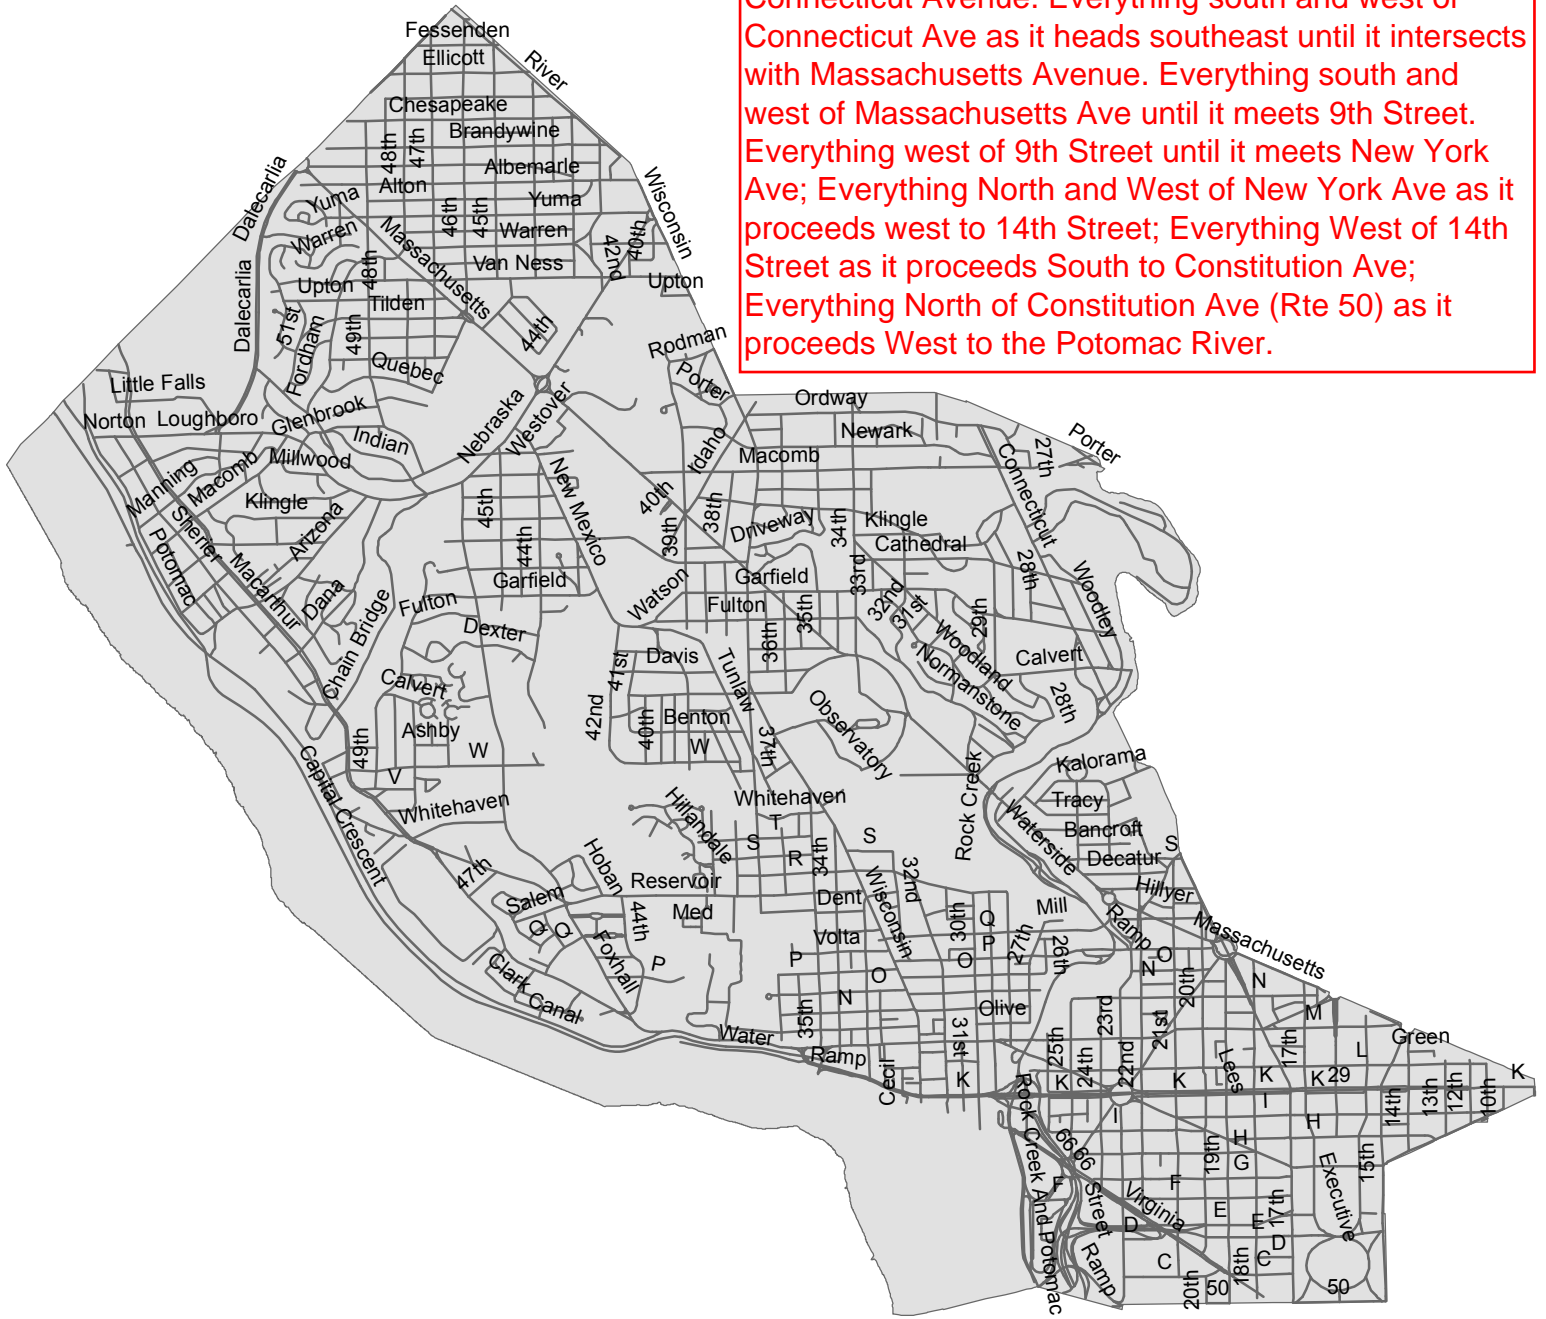 Connecticut Avenue. Everything south and west of
Connecticut Ave as it heads southeast until it intersects
with Massachusetts Avenue. Everything south and
west of Massachusetts Ave until it meets 9th Street.
Everything west of 9th Street until it meets New York
Ave; Everything North and West of New York Ave as it
proceeds west to 14th Street; Everything West of 14th
Street as it proceeds South to Constitution Ave;
Everything North of Constitution Ave (Rte 50) as it
proceeds West to the Potomac River.
Fessenden
Ellicott
River
Chesapeake
Brandywine
48th
47th
Albemarle
Dalecarlia
Alton
Yuma
Yuma
Wisconsin
46th
45th
Warren
Warren
Massachusetts
42nd
40th
Van Ness
48th
Dalecarlia
Upton
Upton
Tilden
51st
Fordham
49th
44th
Rodman
Quebec
Porter
Little Falls
Norton
Loughboro
Glenbrook
Nebraska
Westover
Ordway
Indian
Idaho
Newark
27th
Porter
Millwood
Macomb
Manning
Macomb
Connecticut
Klingle
45th
New Mexico
40th
38th
Driveway
34th
Klingle
Sherier
Arizona
44th
39th
Cathedral
Potomac
Macarthur
28th
Woodley
Dana
Garfield
Garfield
33rd
Chain Bridge
Fulton
Watson
Fulton
35th
32nd
31st
29th
Dexter
36th
Woodland
Normanstone
Calvert
Davis
41st
Tunlaw
Calvert
28th
42nd
40th
Benton
W
Observatory
Ashby
W
49th
V
37th
Rock Creek
Kalorama
Capital Crescent
Whitehaven
Whitehaven
Tracy
Waterside
Hillandale
T
S
R
34th
S
Bancroft
S
Decatur
47th
Hoban
Reservoir
32nd
Wisconsin
Hillyer
Salem
44th
Med
Dent
30th
Q
Mill
Ramp
Massachusetts
Q
Q
Foxhall
Volta
P
27th
26th
P
P
O
O
O
N
20th
N
Clark
Canal
N
Olive
23rd
M
35th
21st
17th
Water
31st
25th
L
Green
Ramp
24th
22nd
Lees
Cecil
K
K
K
K
K
29
K
Rock Creek And Potomac
14th
13th
12th
10th
I
I
H
66
66
H
19th
G
Executive
15th
F
Street
F
Virginia
E
E
17th
D
D
C
C
18th
Ramp
20th
50
50